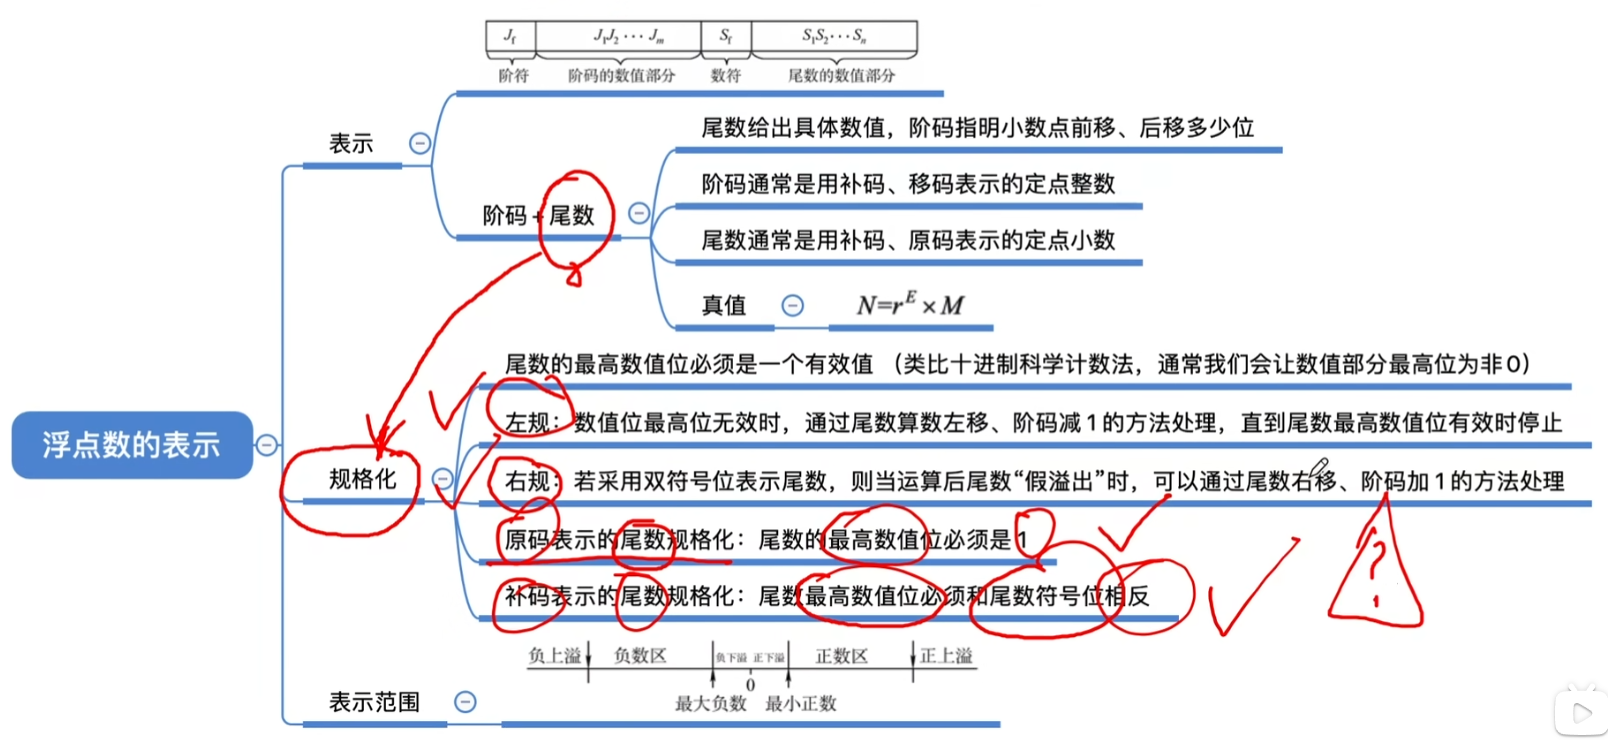 J_f J₁J₂···J_m S_f S₁S₂···S_n
阶符 阶码的数值部分 数符 尾数的数值部分
表示
尾数给出具体数值，阶码指明小数点前移、后移多少位
阶码通常是用补码、移码表示的定点整数
阶码+尾数
尾数通常是用补码、原码表示的定点小数
真值 N=r^E×M
尾数的最高数值位必须是一个有效值 （类比十进制科学计数法，通常我们会让数值部分最高位为非0）
左规：数值位最高位无效时，通过尾数算数左移、阶码减1的方法处理，直到尾数最高数值位有效时停止
浮点数的表示
规格化
右规：若采用双符号位表示尾数，则当运算后尾数“假溢出”时，可以通过尾数右移、阶码加1的方法处理
原码表示的尾数规格化：尾数的最高数值位必须是1
?
补码表示的尾数规格化：尾数最高数值位必须和尾数符号位相反
负上溢 负数区 负下溢 正下溢 正数区 正上溢
0
表示范围
最大负数 最小正数